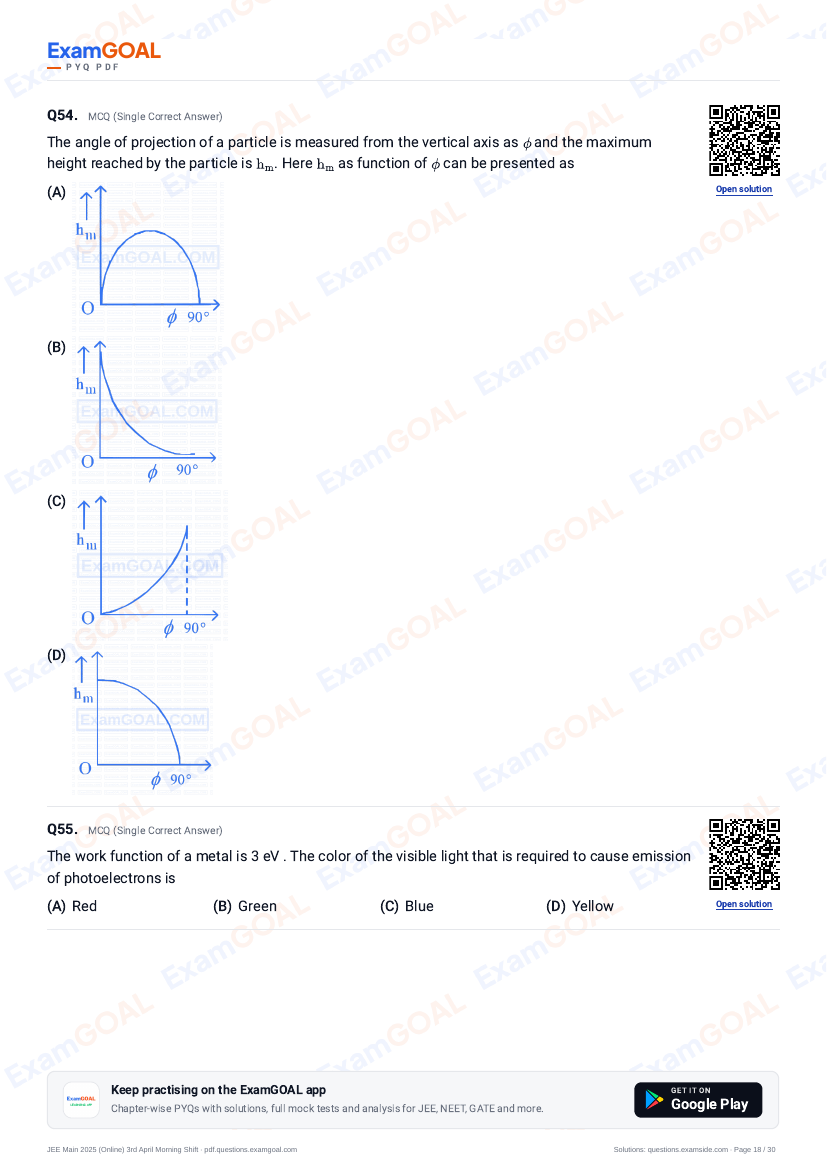 ExamGOAL
PYQ PDF
Q54. MCQ (Single Correct Answer)
The angle of projection of a particle is measured from the vertical axis as ϕ and the maximum
height reached by the particle is hₘ. Here hₘ as function of ϕ can be presented as
Open solution
(A)
hₘ
ExamGOAL.COM
O
ϕ 90°
(B)
hₘ
ExamGOAL.COM
O
ϕ 90°
(C)
hₘ
ExamGOAL.COM
O
ϕ 90°
(D)
hₘ
ExamGOAL.COM
O
ϕ 90°
Q55. MCQ (Single Correct Answer)
The work function of a metal is 3 eV . The color of the visible light that is required to cause emission
of photoelectrons is
(A) Red (B) Green (C) Blue (D) Yellow
Open solution
ExamGOAL
Keep practising on the ExamGOAL app
Chapter-wise PYQs with solutions, full mock tests and analysis for JEE, NEET, GATE and more.
GET IT ON
Google Play
JEE Main 2025 (Online) 3rd April Morning Shift · pdf.questions.examgoal.com
Solutions: questions.examside.com · Page 18 / 30